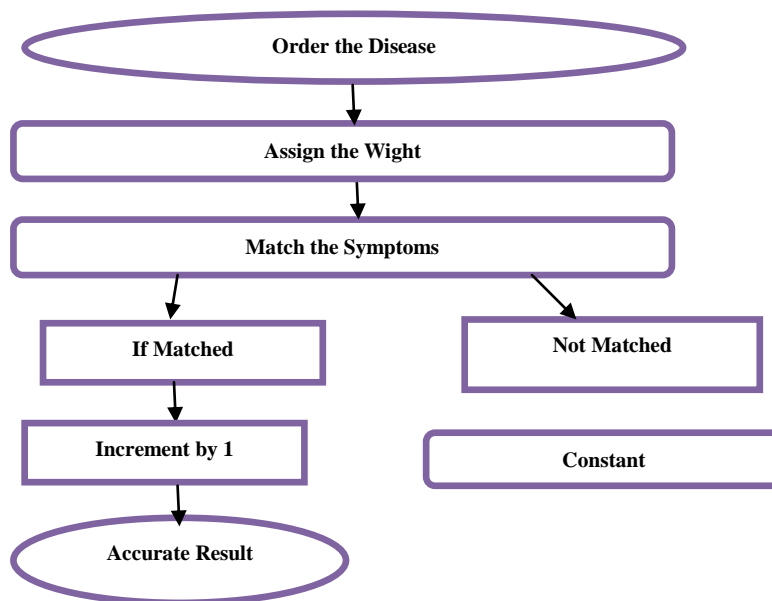 Order the Disease
Assign the Wight
Match the Symptoms
If Matched
Not Matched
Increment by 1
Constant
Accurate Result